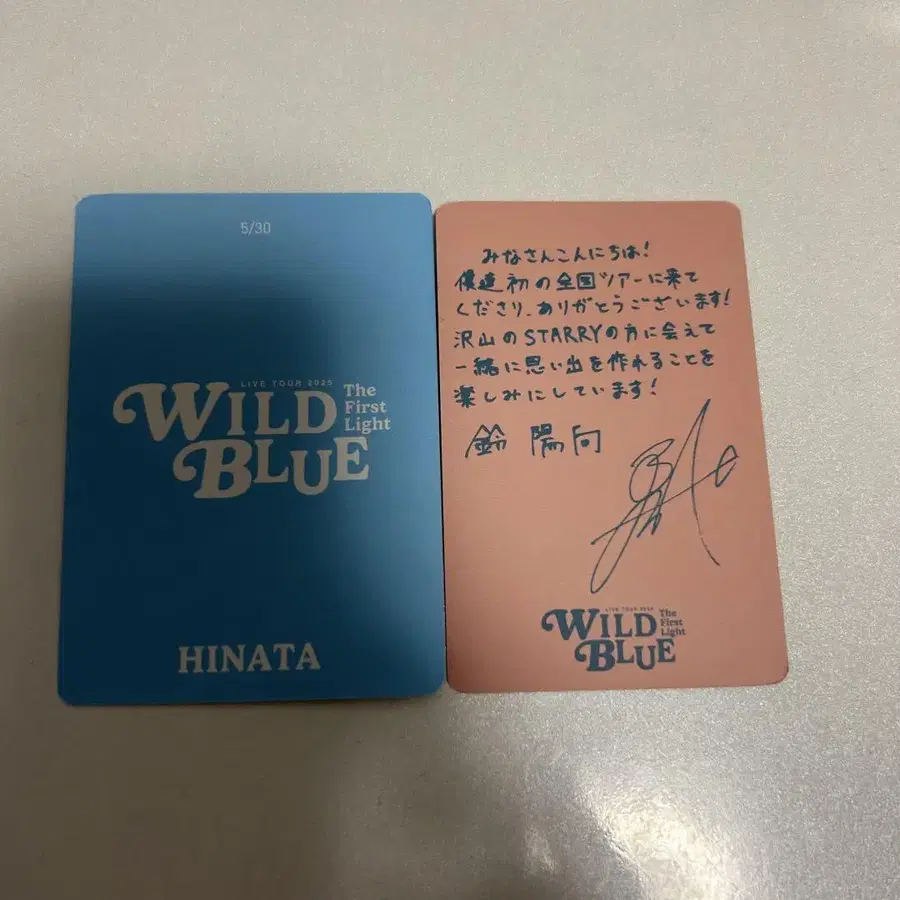 5/30
LIVE TOUR 2025
WILD BLUE
The First Light
HINATA
みなさんこんにちは!
僕達初の全国ツアーに来て
くださり、ありがとうございます!
沢山のSTARRYの方に会えて
一緒に思い出を作れることを
楽しみにしています!
鈴 陽向
LIVE TOUR 2025
WILD BLUE
The First Light